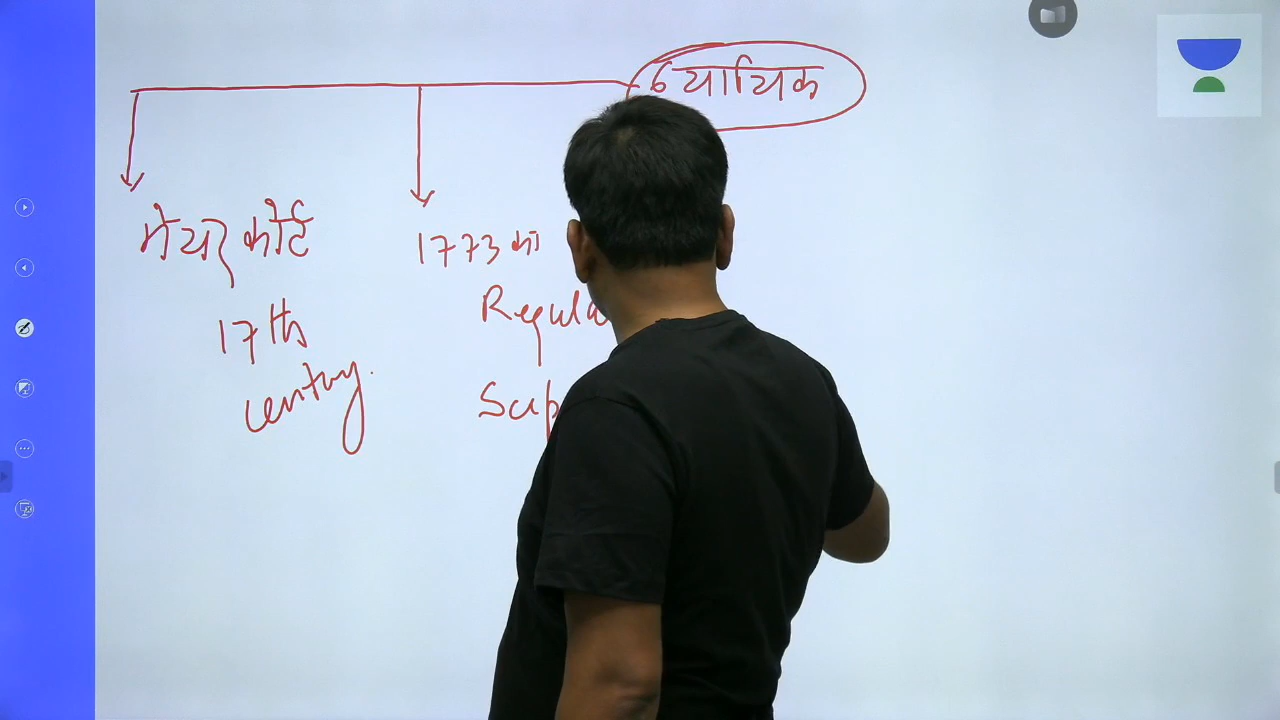 न्यायिक
मेयर कोर्ट
17th
century.
1773 का
Regula
Sup